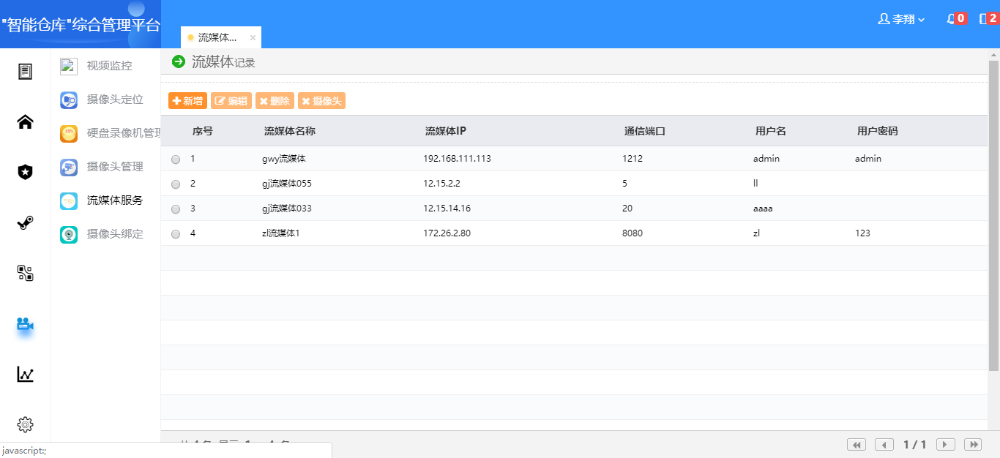 "智能仓库"综合管理平台
流媒体... ×
李翔
0
2
视频监控
摄像头定位
硬盘录像机管理
摄像头管理
流媒体服务
摄像头绑定
流媒体记录
新增 编辑 删除 摄像头
序号 流媒体名称 流媒体IP 通信端口 用户名 用户密码
1 gwy流媒体 192.168.111.113 1212 admin admin
2 gj流媒体055 12.15.2.2 5 ll
3 gj流媒体033 12.15.14.16 20 aaaa
4 zl流媒体1 172.26.2.80 8080 zl 123
1 / 1
javascript:;